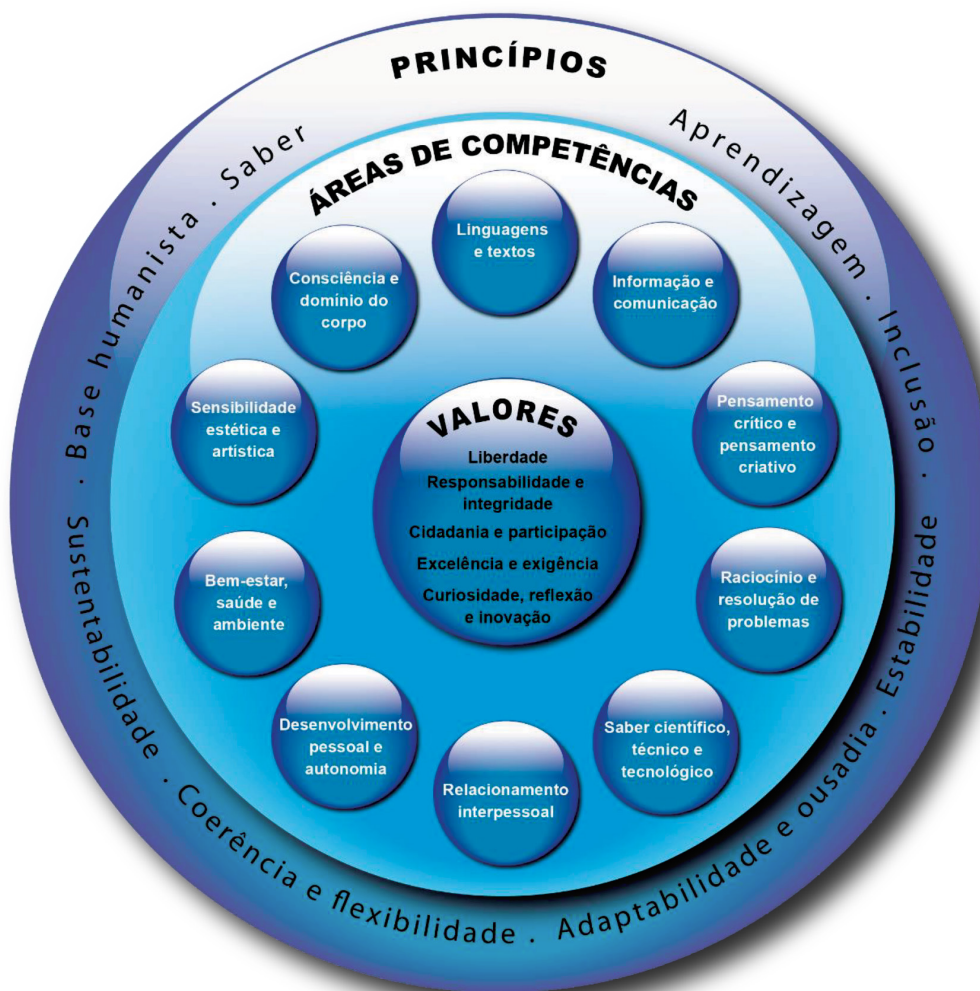 PRINCÍPIOS
Base humanista . Saber
Aprendizagem . Inclusão .
Estabilidade
Adaptabilidade e ousadia .
Coerência e flexibilidade .
Sustentabilidade .
.
ÁREAS DE COMPETÊNCIAS
Linguagens
e textos
Informação e
comunicação
Pensamento
crítico e
pensamento
criativo
Raciocínio e
resolução de
problemas
Saber científico,
técnico e
tecnológico
Relacionamento
interpessoal
Desenvolvimento
pessoal e
autonomia
Bem-estar,
saúde e
ambiente
Sensibilidade
estética e
artística
Consciência e
domínio do
corpo
VALORES
Liberdade
Responsabilidade e
integridade
Cidadania e participação
Excelência e exigência
Curiosidade, reflexão
e inovação